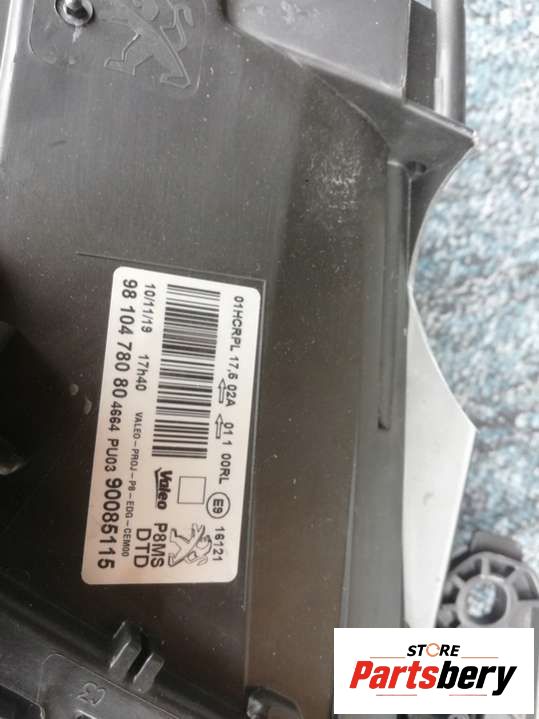 01HCRPL 17,6 02A 01 1 00RL E9 16121
10/11/19 17h40 Valeo P8MS
VALEO-PROJ-P8-EDG-CEM00 DTD
98 104 780 80 4664 PU03 90085115
STORE
Partsbery